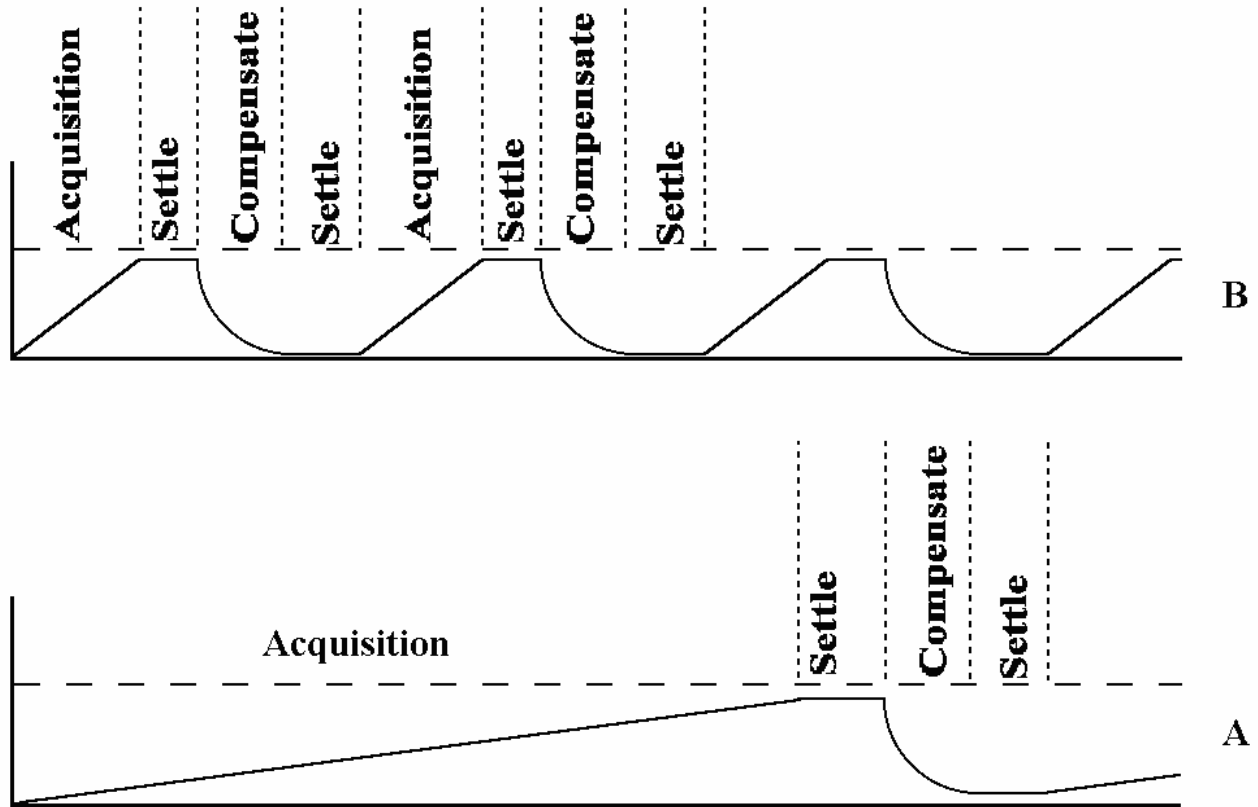 Acquisition
Settle
Compensate
Settle
Acquisition
Settle
Compensate
Settle
B
Acquisition
Settle
Compensate
Settle
A